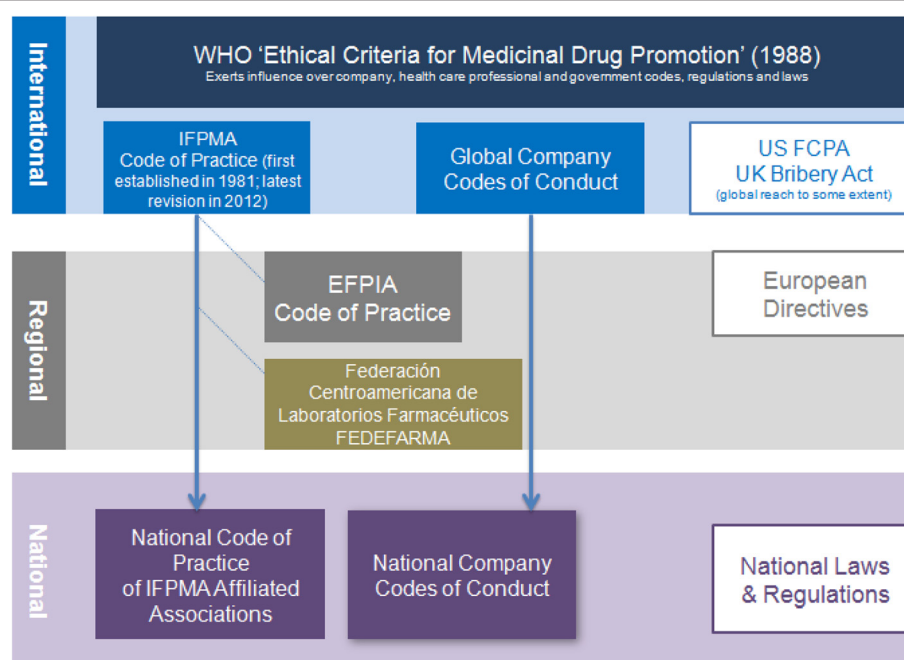 International
WHO ‘Ethical Criteria for Medicinal Drug Promotion’ (1988)
Exerts influence over company, health care professional and government codes, regulations and laws
IFPMA
Code of Practice (first
established in 1981; latest
revision in 2012)
Global Company
Codes of Conduct
US FCPA
UK Bribery Act
(global reach to some extent)
Regional
EFPIA
Code of Practice
European
Directives
Federación
Centroamericana de
Laboratorios Farmacéuticos
FEDEFARMA
National
National Code of
Practice
of IFPMA Affiliated
Associations
National Company
Codes of Conduct
National Laws
& Regulations